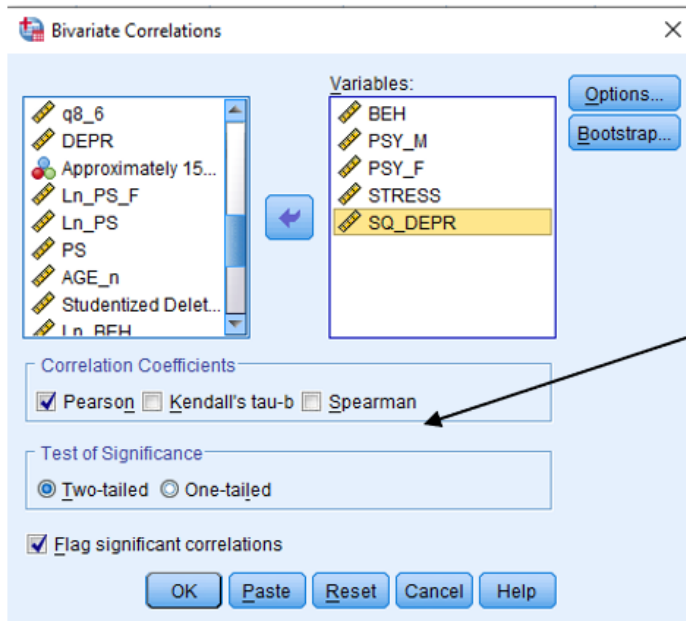 Bivariate Correlations
Variables:
q8_6
DEPR
Approximately 15...
Ln_PS_F
Ln_PS
PS
AGE_n
Studentized Delet...
Ln_BEH
BEH
PSY_M
PSY_F
STRESS
SQ_DEPR
Options...
Bootstrap...
Correlation Coefficients
Pearson Kendall's tau-b Spearman
Test of Significance
Two-tailed One-tailed
Flag significant correlations
OK Paste Reset Cancel Help